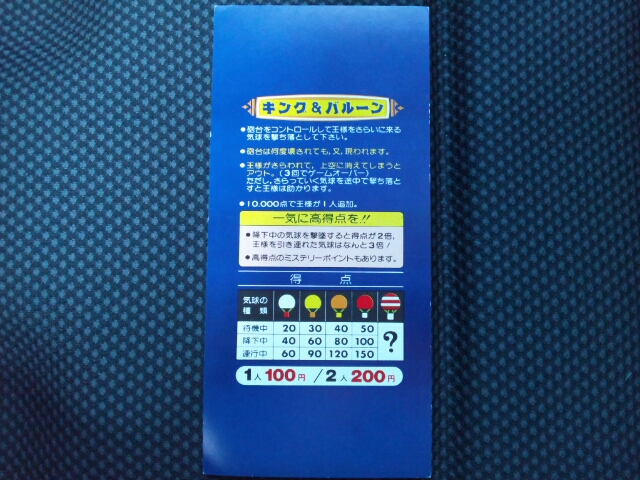 キング&バルーン
●砲台をコントロールして王様をさらいに来る
気球を撃ち落として下さい。
●砲台は何度壊されても、又、現われます。
●王様がさらわれて、上空に消えてしまうと
アウト。(3回でゲームオーバー)
ただし、さらっていく気球を途中で撃ち落と
すと王様は助かります。
●10,000点で王様が1人追加。
一気に高得点を!!
●降下中の気球を撃墜すると得点が2倍、
王様を引き連れた気球はなんと3倍!
●高得点のミステリーポイントもあります。
得点
気球の
種類
待機中 20 30 40 50
降下中 40 60 80 100
運行中 60 90 120 150
?
1人100円/2人200円